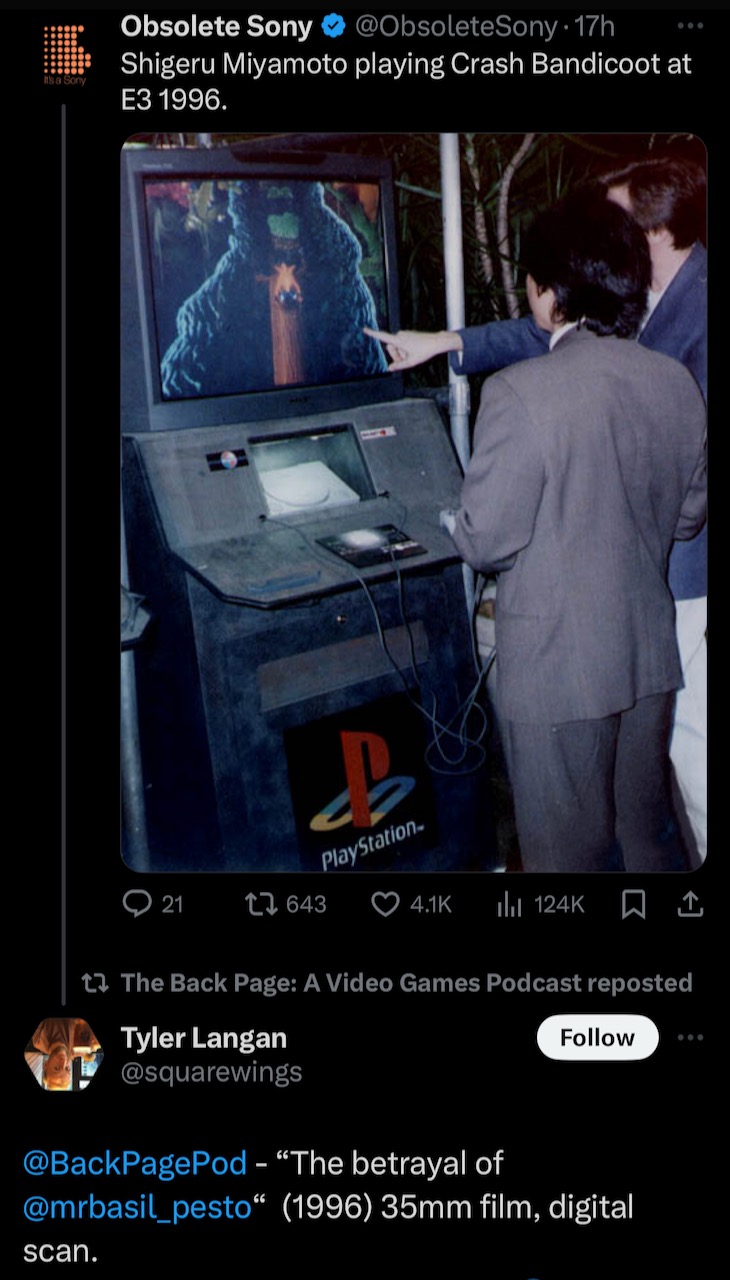 Obsolete Sony @ObsoleteSony · 17h
Shigeru Miyamoto playing Crash Bandicoot at
E3 1996.
It's a Sony
PlayStation
21 643 4.1K 124K
The Back Page: A Video Games Podcast reposted
Tyler Langan
Follow
@squarewings
@BackPagePod - “The betrayal of
@mrbasil_pesto“ (1996) 35mm film, digital
scan.